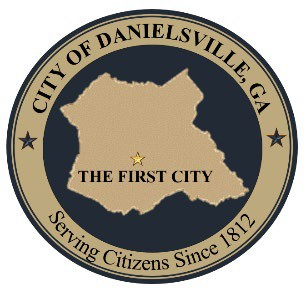 CITY OF DANIELSVILLE, GA
THE FIRST CITY
Serving Citizens Since 1812